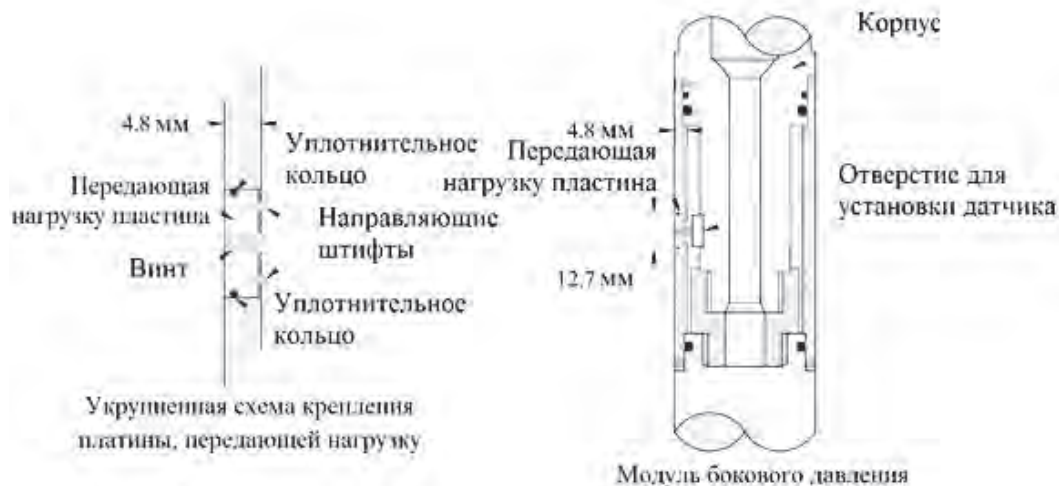 4.8 мм
Уплотнительное
кольцо
Передающая
нагрузку пластина
Направляющие
штифты
Винт
Уплотнительное
кольцо
Укрупненная схема крепления
платины, передающей нагрузку
Корпус
4.8 мм
Передающая
нагрузку пластина
Отверстие для
установки датчика
12.7 мм
Модуль бокового давления